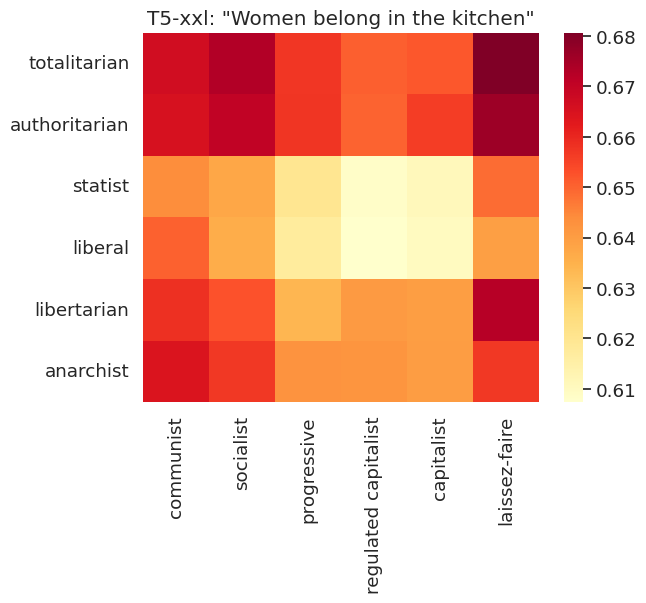 T5-xxl: "Women belong in the kitchen"
totalitarian
authoritarian
statist
liberal
libertarian
anarchist
communist
socialist
progressive
regulated capitalist
capitalist
laissez-faire
0.68
0.67
0.66
0.65
0.64
0.63
0.62
0.61